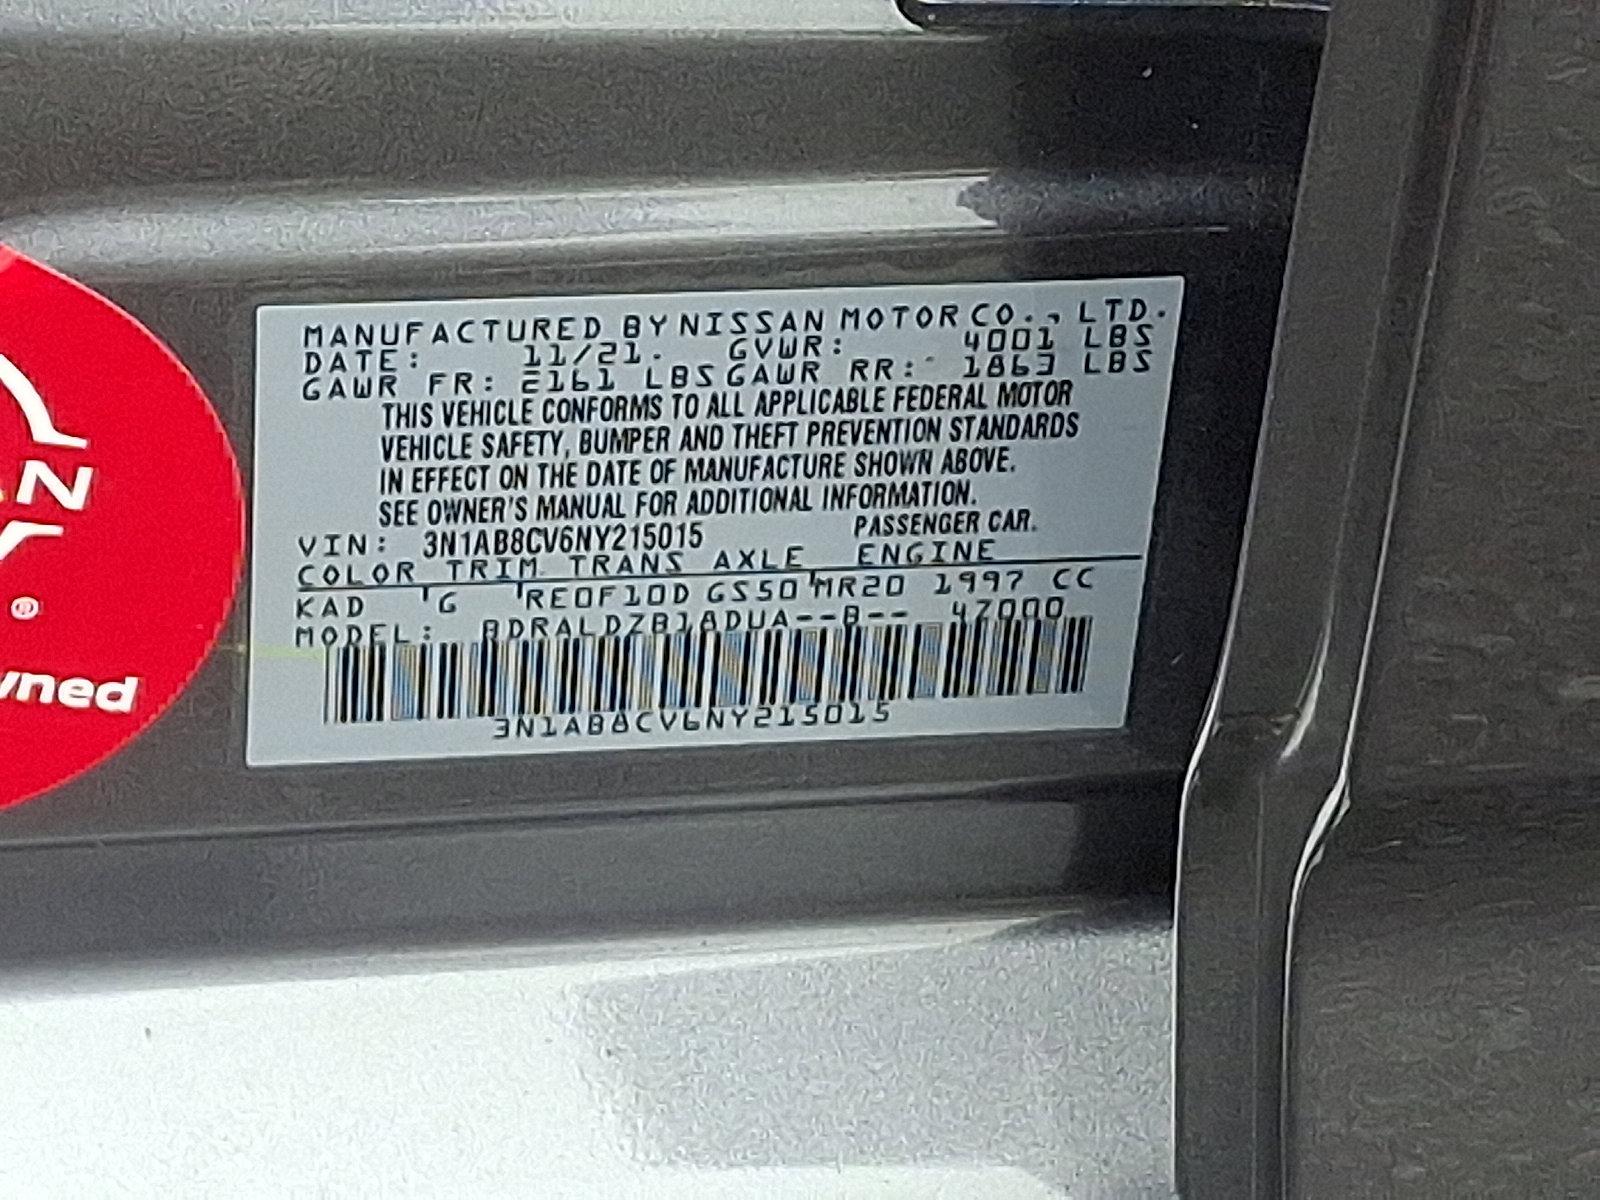 MANUFACTURED BY NISSAN MOTOR CO., LTD.
DATE: 11/21. GVWR: 4001 LBS
GAWR FR: 2161 LBS GAWR RR: 1863 LBS
THIS VEHICLE CONFORMS TO ALL APPLICABLE FEDERAL MOTOR
VEHICLE SAFETY, BUMPER AND THEFT PREVENTION STANDARDS
IN EFFECT ON THE DATE OF MANUFACTURE SHOWN ABOVE.
SEE OWNER'S MANUAL FOR ADDITIONAL INFORMATION.
VIN: 3N1AB8CV6NY215015 PASSENGER CAR.
COLOR TRIM TRANS AXLE ENGINE
KAD G RE0F10D GS50 MR20 1997 CC
MODEL: BDRALDZB18DUA--B-- 47000
3N1AB8CV6NY215015
AN
®
wned